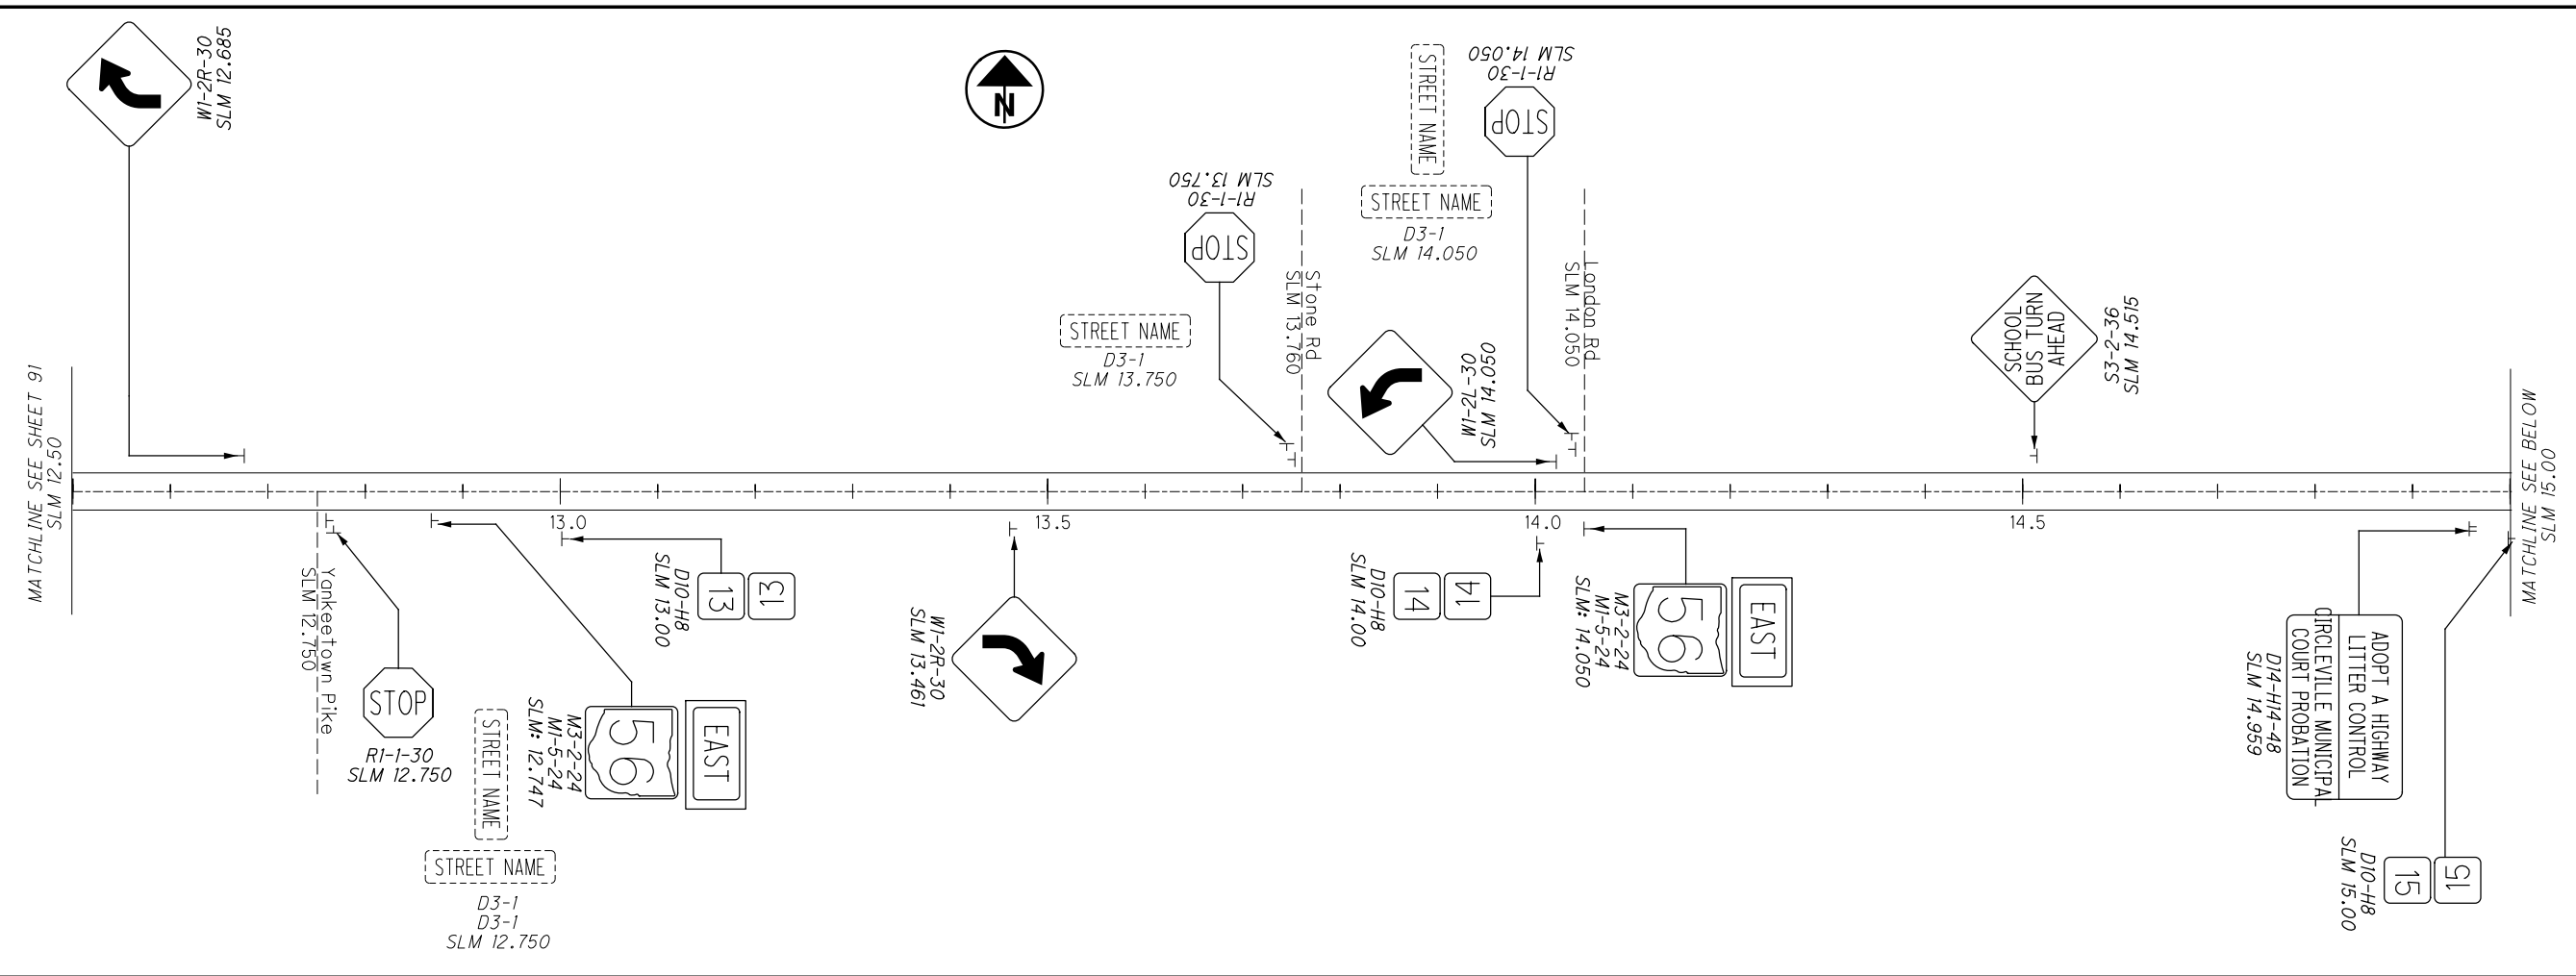 W1-2R-30
SLM 12.685
N
STREET NAME
SLM 14.050
R1-1-30
STOP
STREET NAME
D3-1
SLM 14.050
SLM 13.750
R1-1-30
STOP
STREET NAME
D3-1
SLM 13.750
Stone Rd
SLM 13.760
W1-2L-30
SLM 14.050
London Rd
SLM 14.050
SCHOOL
BUS TURN
AHEAD
S3-2-36
SLM 14.515
MATCHLINE SEE SHEET 91
SLM 12.50
MATCHLINE SEE BELOW
SLM 15.00
13.0
13.5
14.0
14.5
Yankeetown Pike
SLM 12.750
STOP
R1-1-30
SLM 12.750
STREET NAME
STREET NAME
D3-1
D3-1
SLM 12.750
EAST
56
M3-2-24
M1-5-24
SLM: 12.747
13
13
D10-H8
SLM 13.00
W1-2R-30
SLM 13.461
14
14
D10-H8
SLM 14.00
EAST
56
M3-2-24
M1-5-24
SLM: 14.050
ADOPT A HIGHWAY
LITTER CONTROL
CIRCLEVILLE MUNICIPAL
COURT PROBATION
D14-H14-48
SLM 14.959
15
15
D10-H8
SLM 15.00